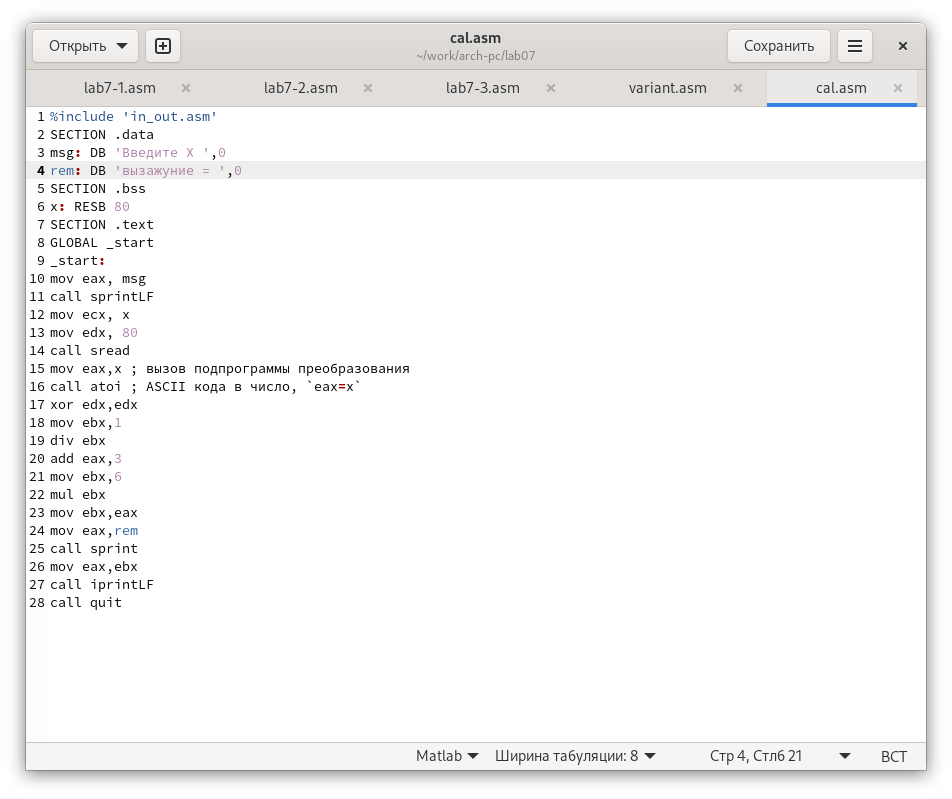 Открыть
cal.asm
~/work/arch-pc/lab07
Сохранить
lab7-1.asm
lab7-2.asm
lab7-3.asm
variant.asm
cal.asm
1 %include 'in_out.asm'
2 SECTION .data
3 msg: DB 'Введите X ',0
4 rem: DB 'вызажуние = ',0
5 SECTION .bss
6 x: RESB 80
7 SECTION .text
8 GLOBAL _start
9 _start:
10 mov eax, msg
11 call sprintLF
12 mov ecx, x
13 mov edx, 80
14 call sread
15 mov eax,x ; вызов подпрограммы преобразования
16 call atoi ; ASCII кода в число, `eax=x`
17 xor edx,edx
18 mov ebx,1
19 div ebx
20 add eax,3
21 mov ebx,6
22 mul ebx
23 mov ebx,eax
24 mov eax,rem
25 call sprint
26 mov eax,ebx
27 call iprintLF
28 call quit
Matlab
Ширина табуляции: 8
Стр 4, Стлб 21
ВСТ